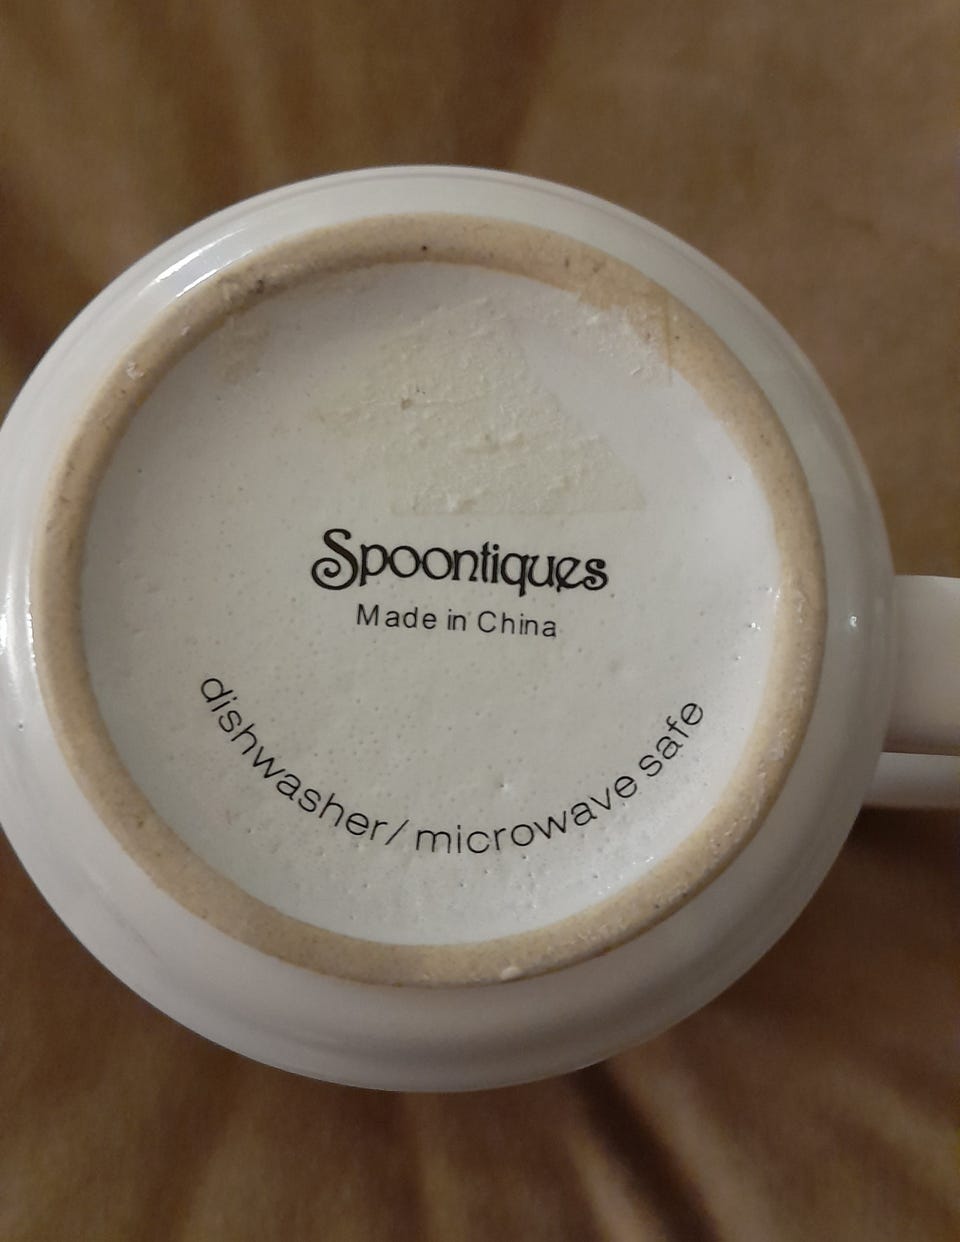 Spoontiques
Made in China
dishwasher/ microwave safe